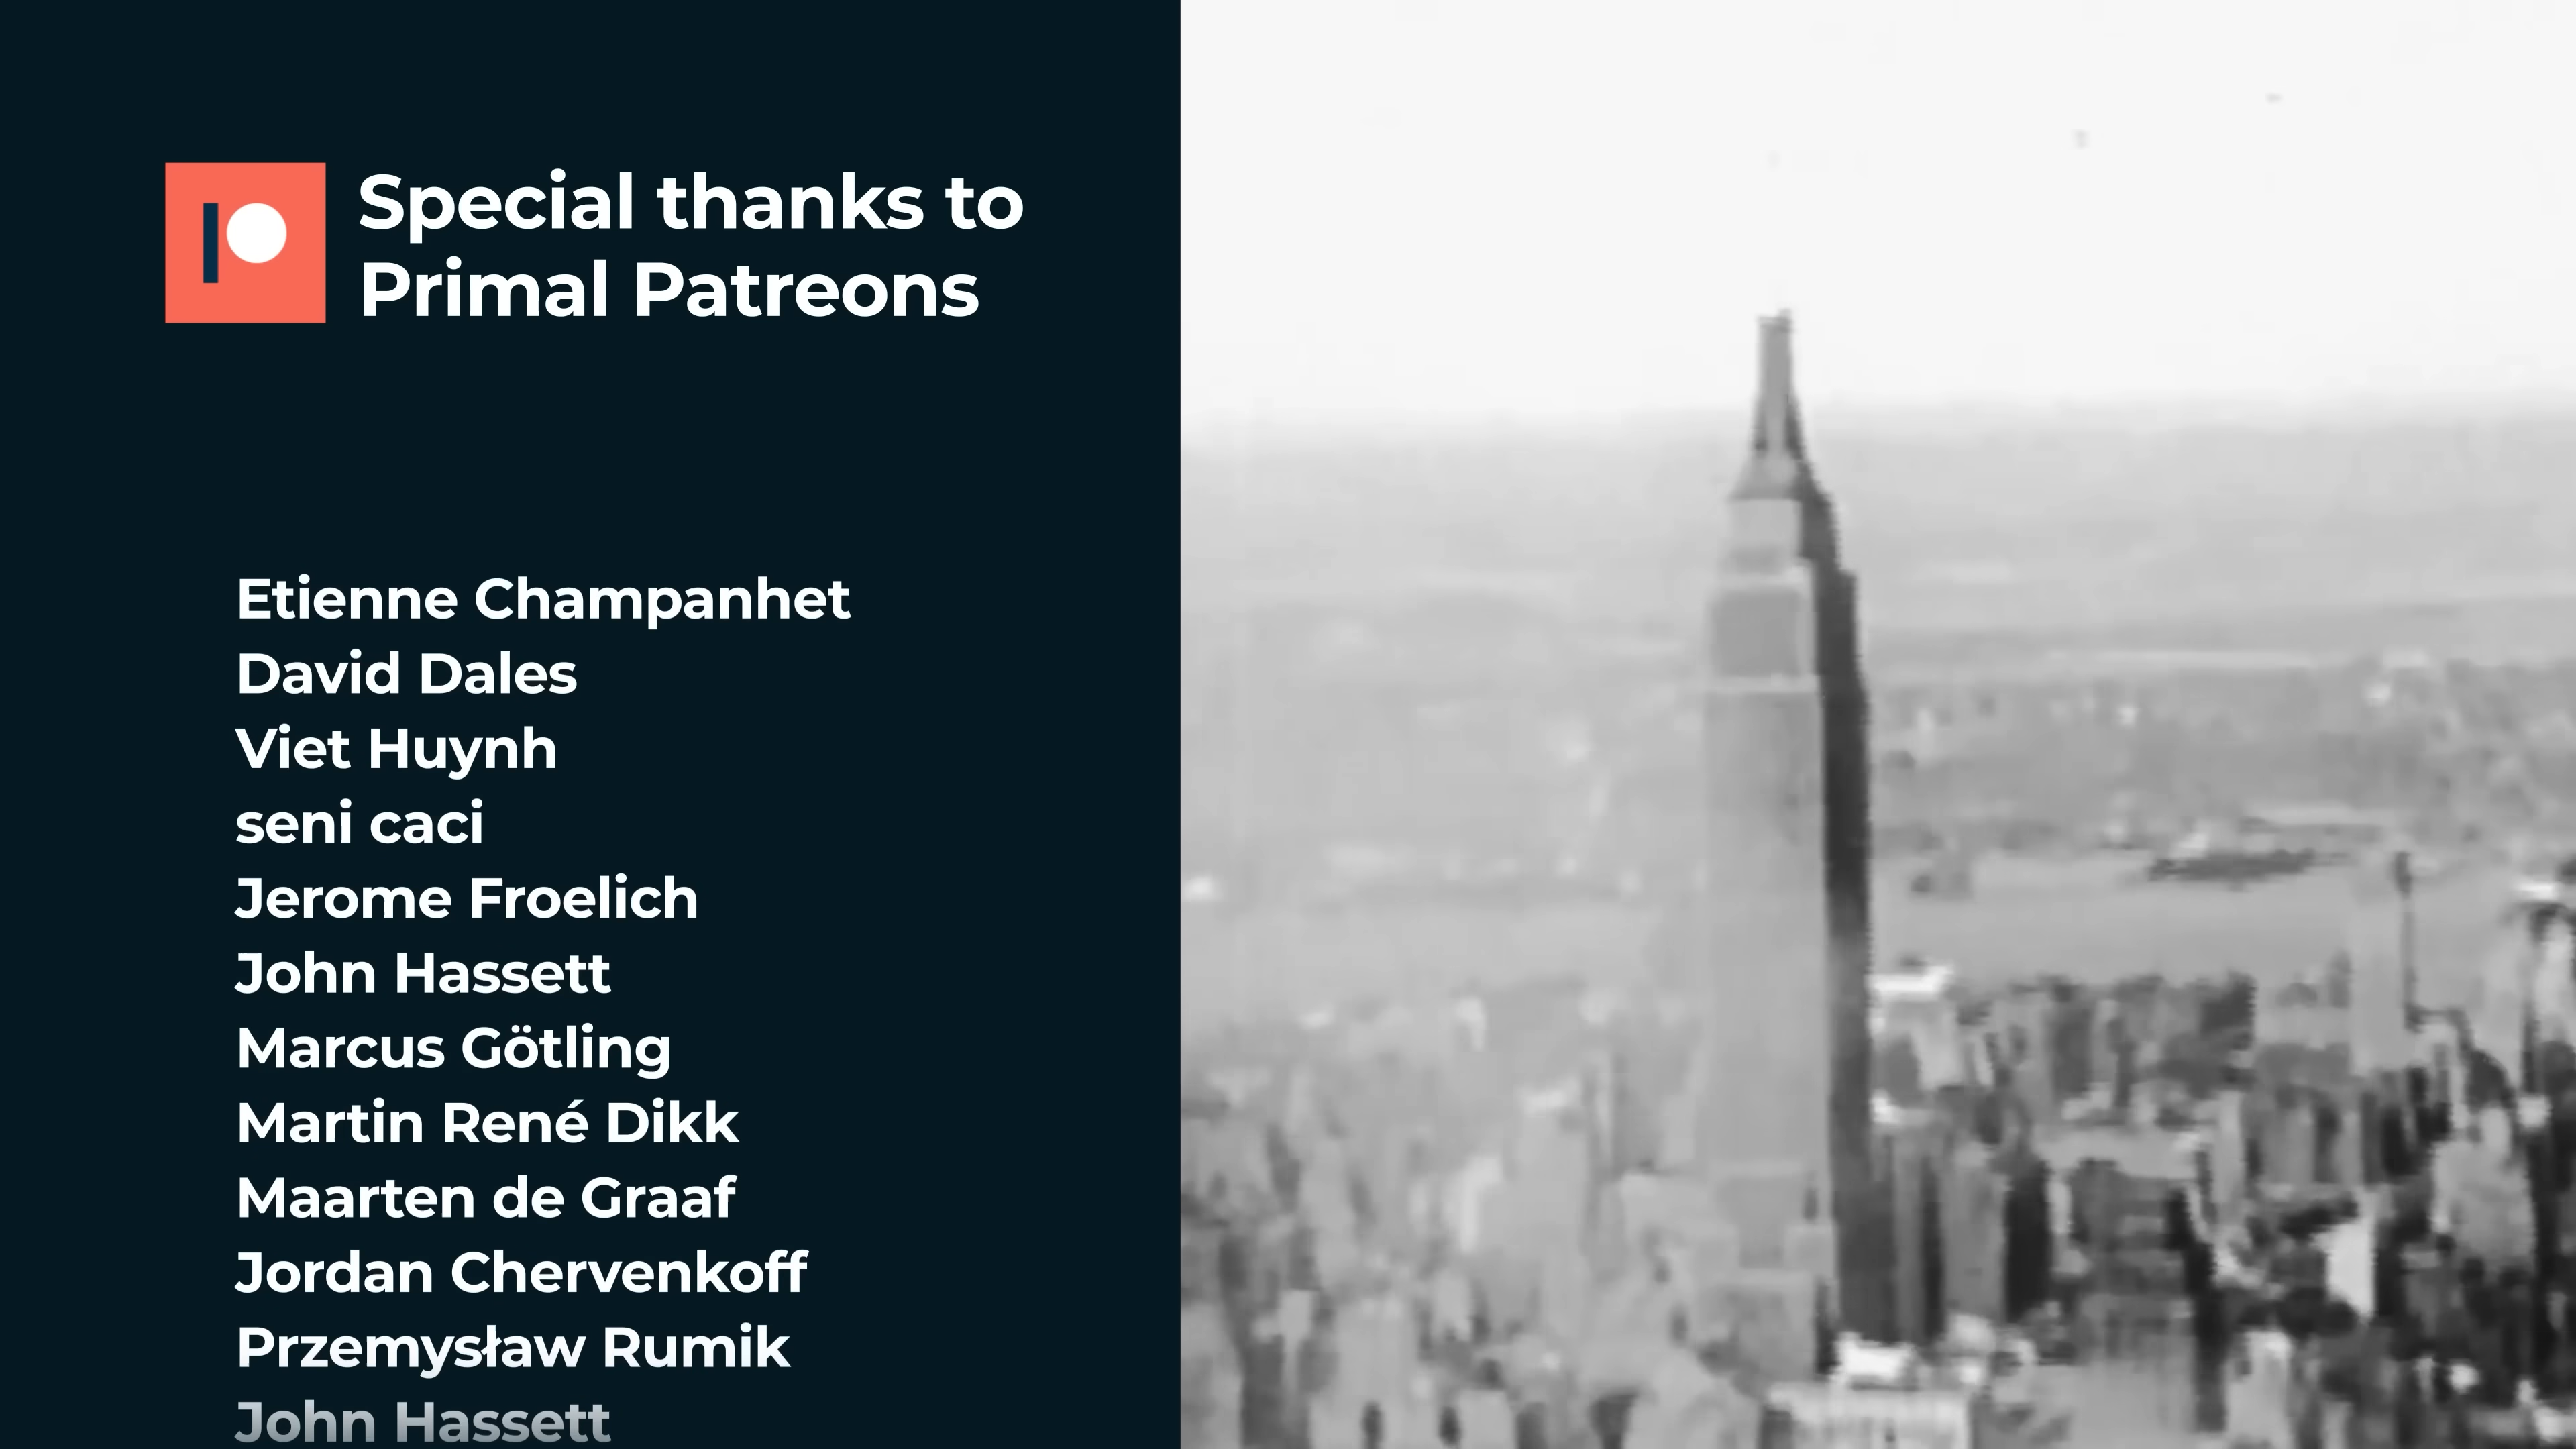 Special thanks to
Primal Patreons
Etienne Champanhet
David Dales
Viet Huynh
seni caci
Jerome Froelich
John Hassett
Marcus Götling
Martin René Dikk
Maarten de Graaf
Jordan Chervenkoff
Przemysław Rumik
John Hassett